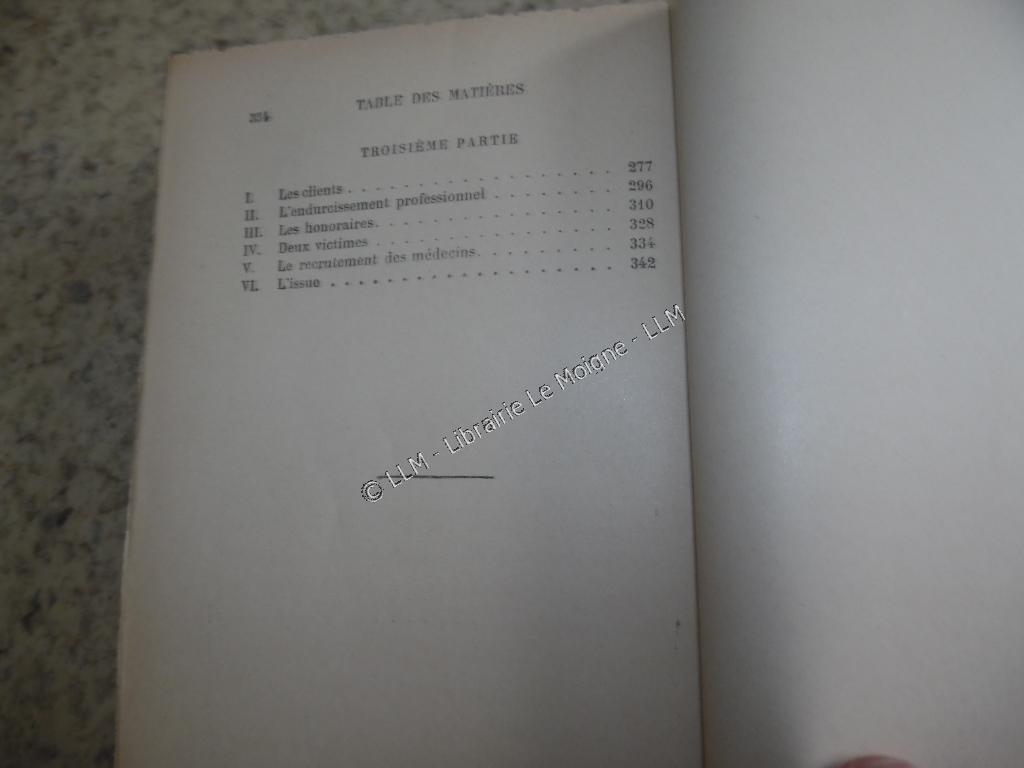 334 TABLE DES MATIÈRES
TROISIÈME PARTIE
I. Les clients . . . . . . . . . . . . . . . . . . . 277
II. L'endurcissement professionnel . . . . . . . . . 296
III. Les honoraires. . . . . . . . . . . . . . . . . 310
IV. Deux victimes . . . . . . . . . . . . . . . . . 328
V. Le recrutement des médecins. . . . . . . . . . 334
VI. L'issue . . . . . . . . . . . . . . . . . . . . 342
© LLM - Librairie Le Moigne - LLM